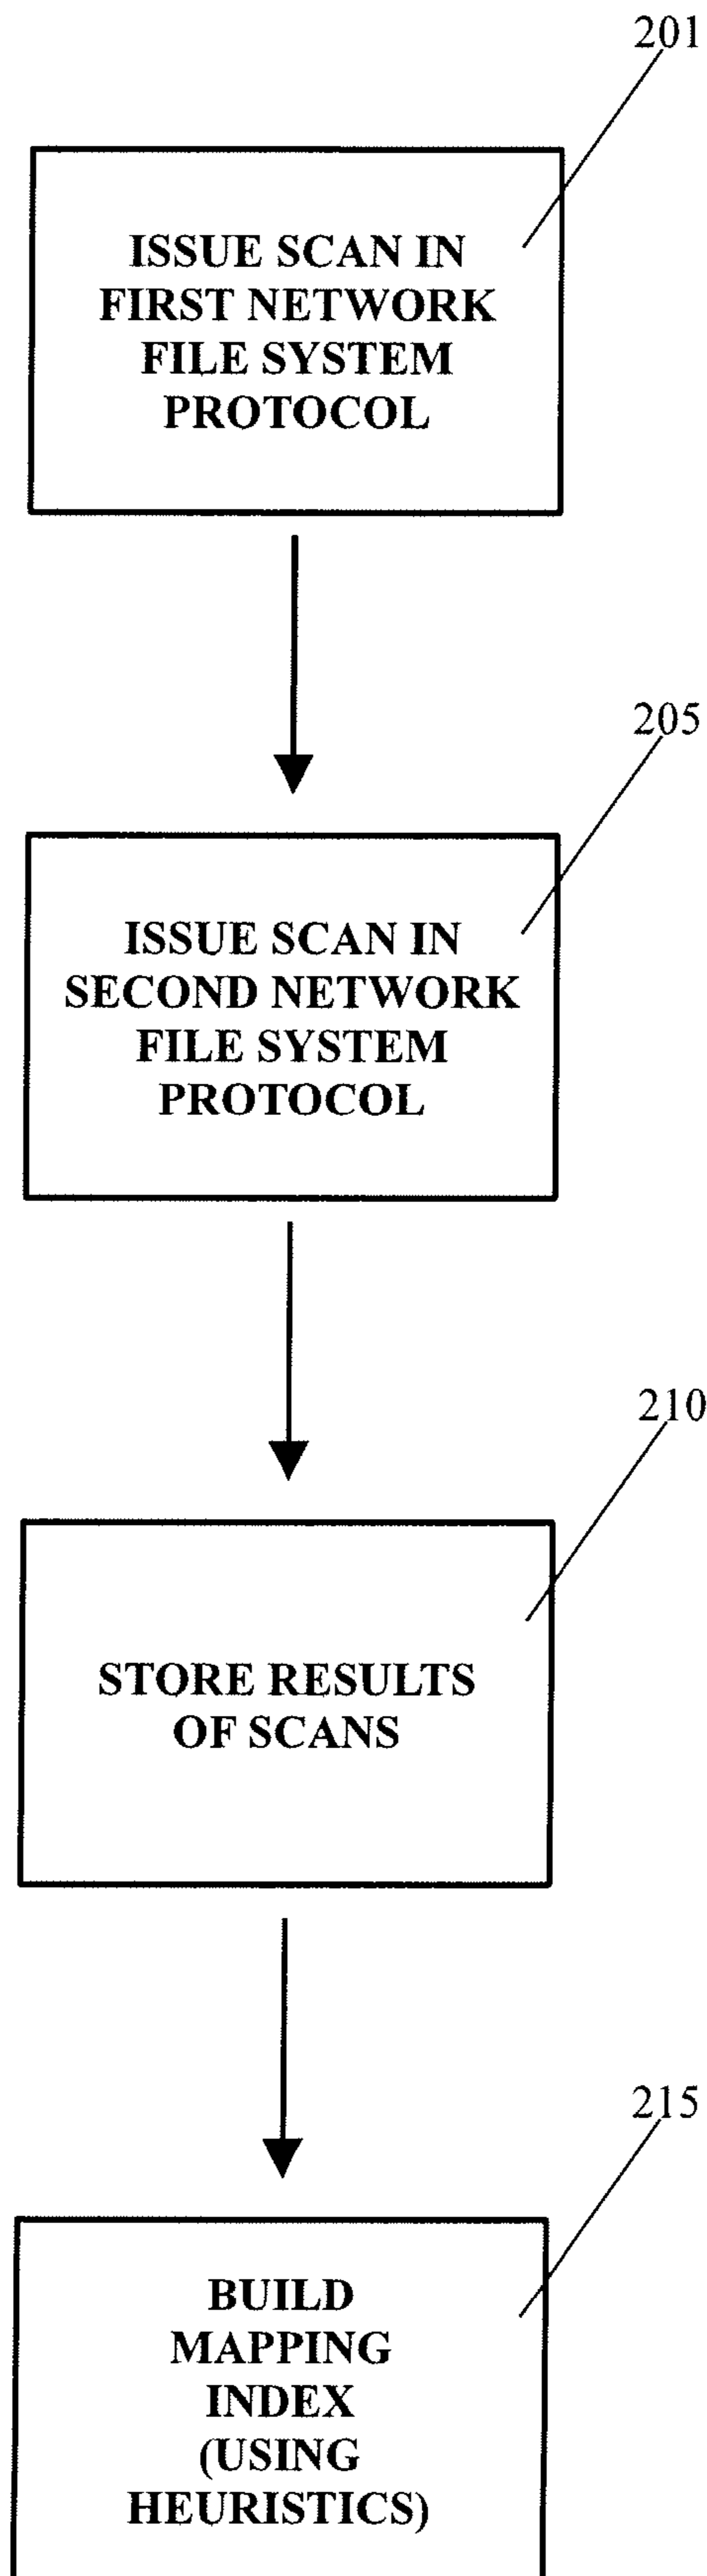 201
ISSUE SCAN IN
FIRST NETWORK
FILE SYSTEM
PROTOCOL
205
ISSUE SCAN IN
SECOND NETWORK
FILE SYSTEM
PROTOCOL
210
STORE RESULTS
OF SCANS
215
BUILD
MAPPING
INDEX
(USING
HEURISTICS)